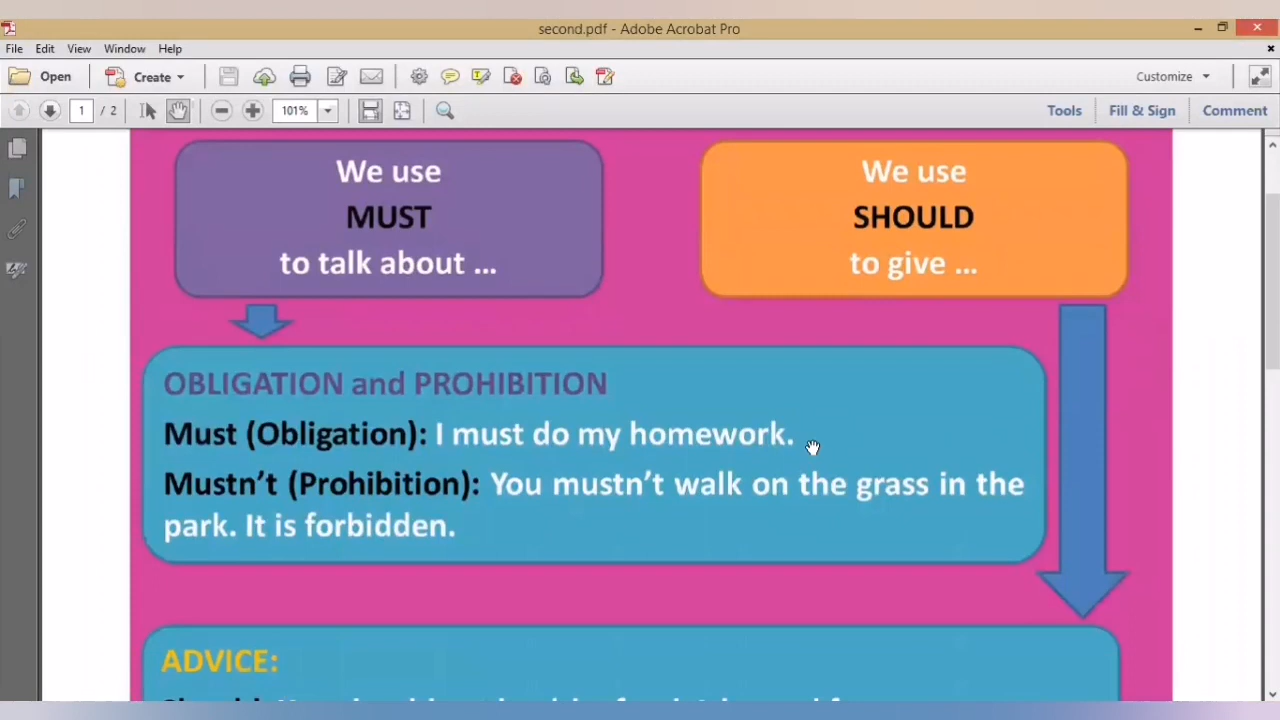 second.pdf - Adobe Acrobat Pro
File Edit View Window Help
Open Create Customize
1 / 2 101% Tools Fill & Sign Comment
We use
MUST
to talk about ...
We use
SHOULD
to give ...
OBLIGATION and PROHIBITION
Must (Obligation): I must do my homework.
Mustn't (Prohibition): You mustn't walk on the grass in the
park. It is forbidden.
ADVICE: